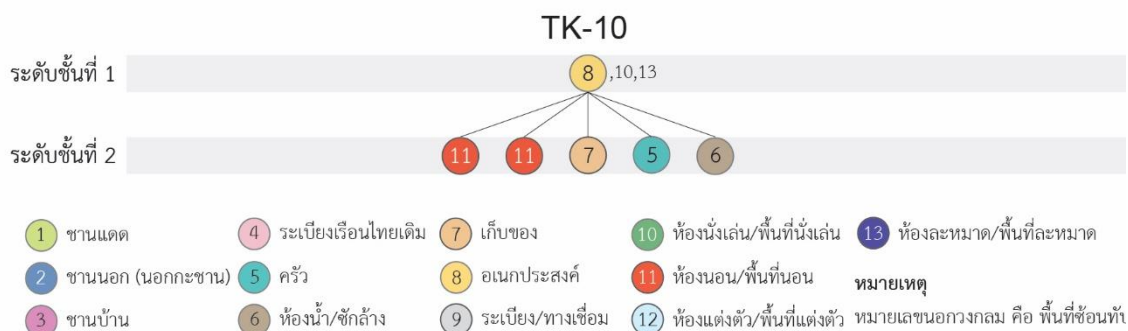 TK-10
ระดับชั้นที่ 1 8 ,10,13
ระดับชั้นที่ 2 11 11 7 5 6
1 ชานแดด 4 ระเบียงเรือนไทยเดิม 7 เก็บของ 10 ห้องนั่งเล่น/พื้นที่นั่งเล่น 13 ห้องละหมาด/พื้นที่ละหมาด
2 ชานนอก (นอกกะชาน) 5 ครัว 8 อเนกประสงค์ 11 ห้องนอน/พื้นที่นอน หมายเหตุ
3 ชานบ้าน 6 ห้องน้ำ/ซักล้าง 9 ระเบียง/ทางเชื่อม 12 ห้องแต่งตัว/พื้นที่แต่งตัว หมายเลขนอกวงกลม คือ พื้นที่ซ้อนทับ